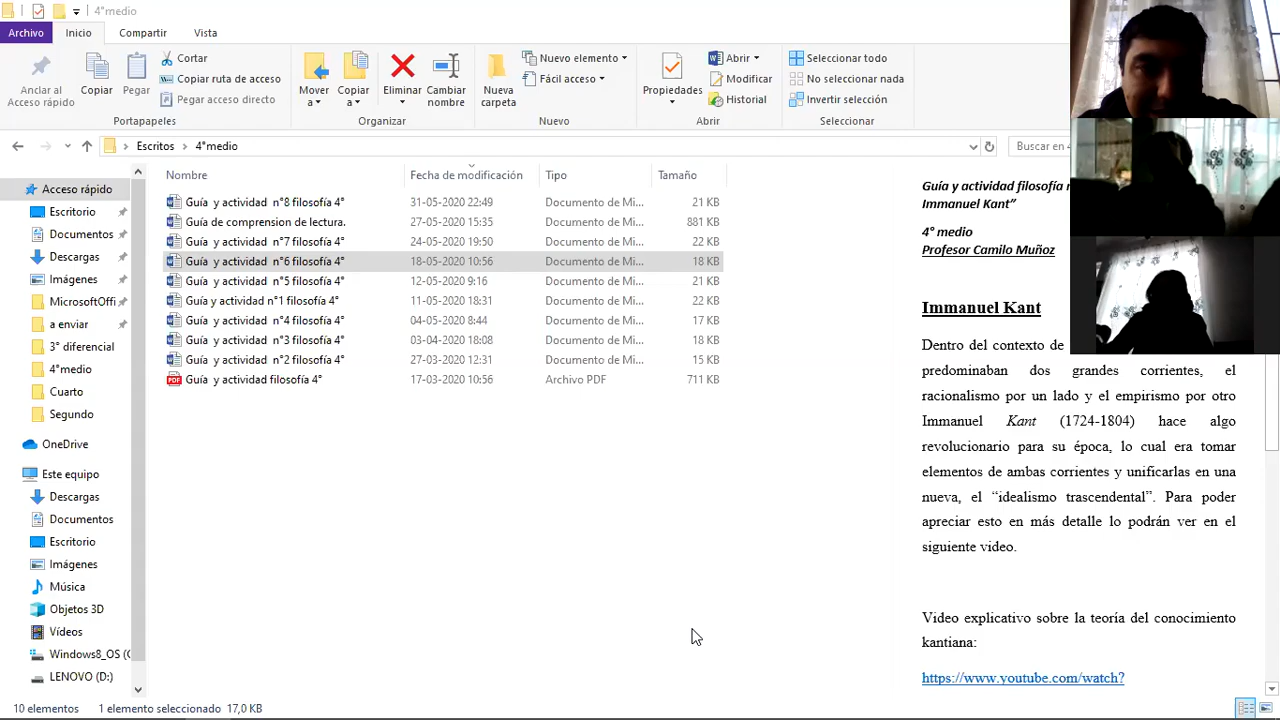 4°medio
Archivo Inicio Compartir Vista
Anclar al Acceso rápido
Copiar
Pegar
Cortar
Copiar ruta de acceso
Pegar acceso directo
Portapapeles
Mover a
Copiar a
Eliminar
Cambiar nombre
Organizar
Nueva carpeta
Nuevo elemento
Fácil acceso
Nuevo
Propiedades
Abrir
Modificar
Historial
Abrir
Seleccionar todo
No seleccionar nada
Invertir selección
Seleccionar
Escritos > 4°medio
Buscar en
Nombre Fecha de modificación Tipo Tamaño
Guía y actividad n°8 filosofía 4° 31-05-2020 22:49 Documento de Mi... 21 KB
Guía de comprension de lectura. 27-05-2020 15:35 Documento de Mi... 881 KB
Guía y actividad n°7 filosofía 4° 24-05-2020 19:50 Documento de Mi... 22 KB
Guía y actividad n°6 filosofía 4° 18-05-2020 10:56 Documento de Mi... 18 KB
Guía y actividad n°5 filosofía 4° 12-05-2020 9:16 Documento de Mi... 21 KB
Guía y actividad n°1 filosofía 4° 11-05-2020 18:31 Documento de Mi... 22 KB
Guía y actividad n°4 filosofía 4° 04-05-2020 8:44 Documento de Mi... 17 KB
Guía y actividad n°3 filosofía 4° 03-04-2020 18:08 Documento de Mi... 18 KB
Guía y actividad n°2 filosofía 4° 27-03-2020 12:31 Documento de Mi... 15 KB
Guía y actividad filosofía 4° 17-03-2020 10:56 Archivo PDF 711 KB
Acceso rápido
Escritorio
Documentos
Descargas
Imágenes
MicrosoftOffi
a enviar
3° diferencial
4°medio
Cuarto
Segundo
OneDrive
Este equipo
Descargas
Documentos
Escritorio
Imágenes
Música
Objetos 3D
Vídeos
Windows8_OS (C
LENOVO (D:)
Guía y actividad filosofía
Immanuel Kant”
4° medio
Profesor Camilo Muñoz
Immanuel Kant
Dentro del contexto de
predominaban dos grandes corrientes, el
racionalismo por un lado y el empirismo por otro
Immanuel Kant (1724-1804) hace algo
revolucionario para su época, lo cual era tomar
elementos de ambas corrientes y unificarlas en una
nueva, el “idealismo trascendental”. Para poder
apreciar esto en más detalle lo podrán ver en el
siguiente video.
Video explicativo sobre la teoría del conocimiento
kantiana:
https://www.youtube.com/watch?
10 elementos 1 elemento seleccionado 17,0 KB